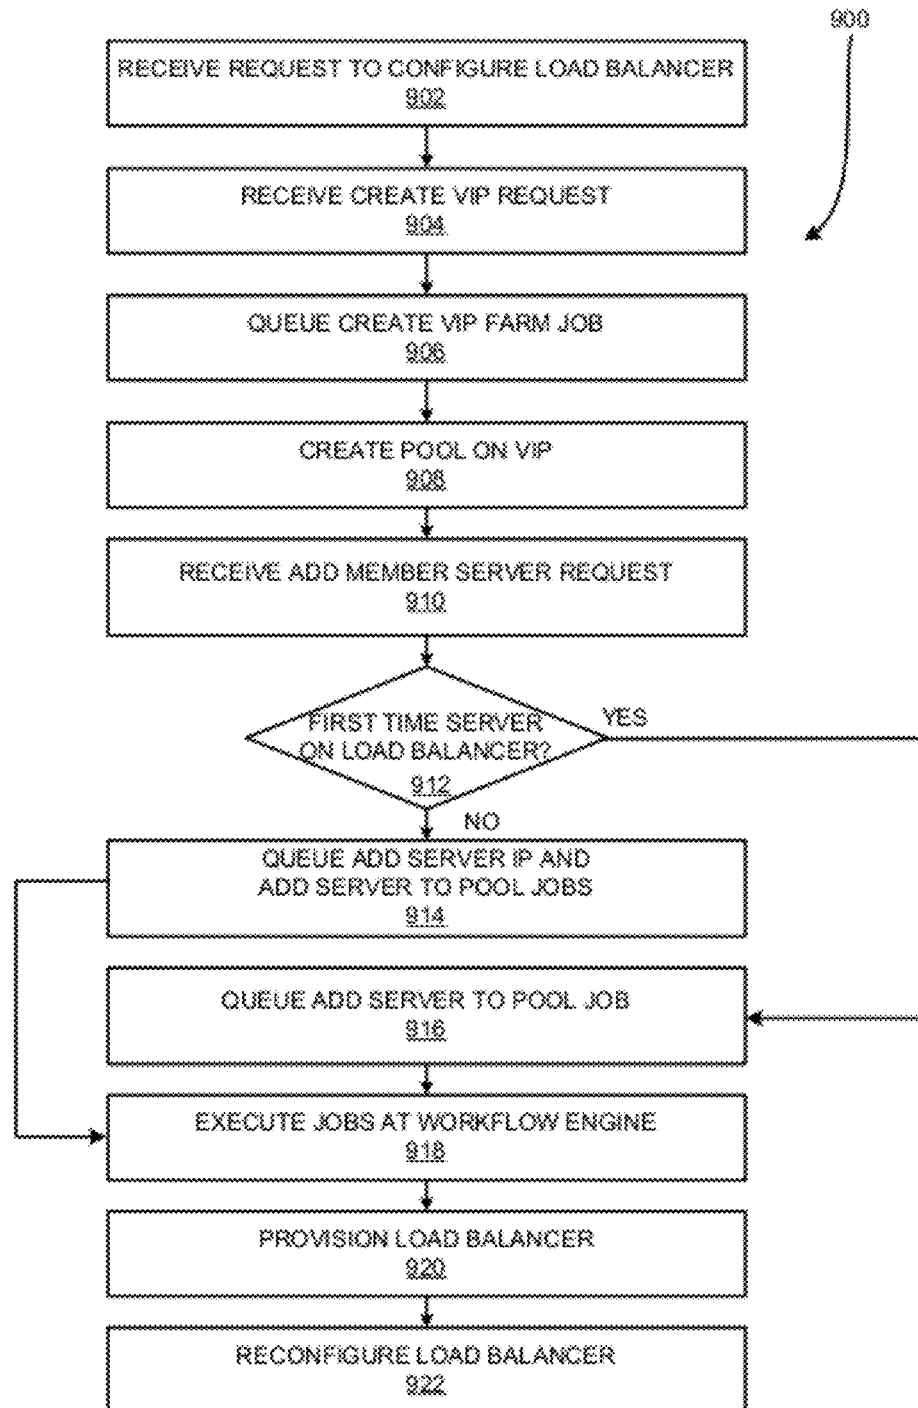 900
RECEIVE REQUEST TO CONFIGURE LOAD BALANCER
902
RECEIVE CREATE VIP REQUEST
904
QUEUE CREATE VIP FARM JOB
906
CREATE POOL ON VIP
908
RECEIVE ADD MEMBER SERVER REQUEST
910
FIRST TIME SERVER
ON LOAD BALANCER?
912
YES
NO
QUEUE ADD SERVER IP AND
ADD SERVER TO POOL JOBS
914
QUEUE ADD SERVER TO POOL JOB
916
EXECUTE JOBS AT WORKFLOW ENGINE
918
PROVISION LOAD BALANCER
920
RECONFIGURE LOAD BALANCER
922